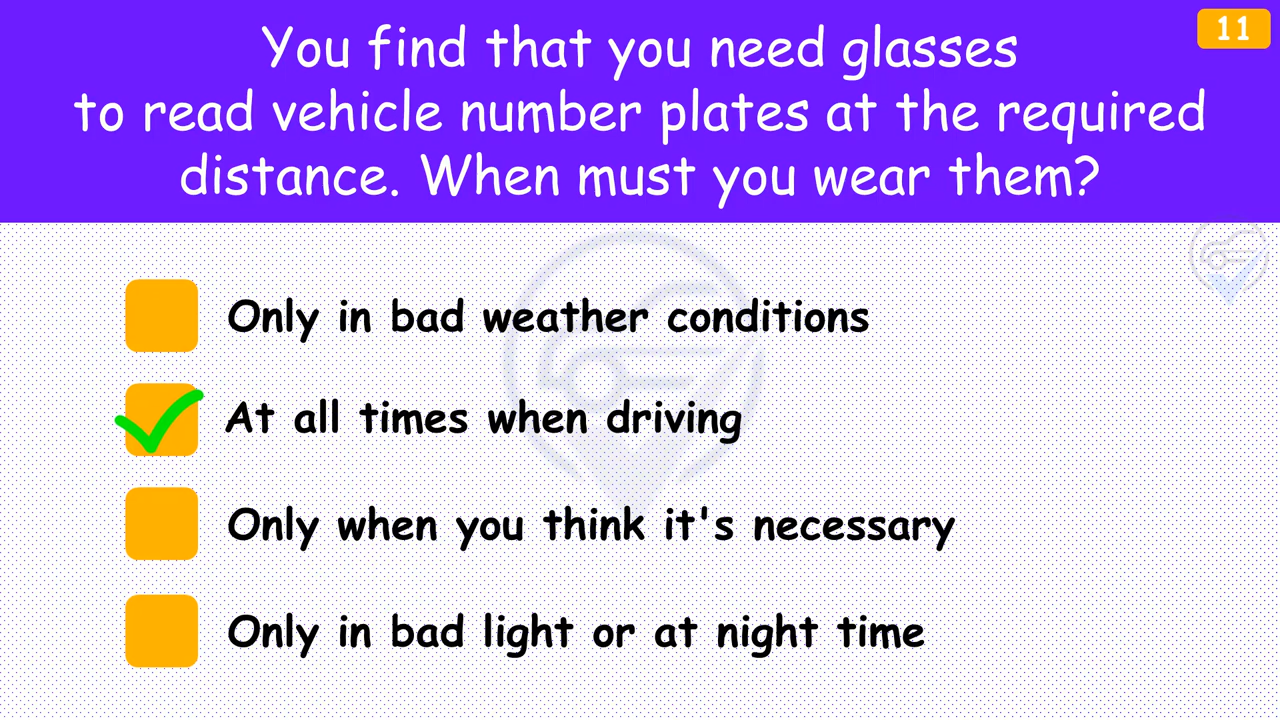 11
You find that you need glasses
to read vehicle number plates at the required
distance. When must you wear them?
Only in bad weather conditions
At all times when driving
Only when you think it's necessary
Only in bad light or at night time